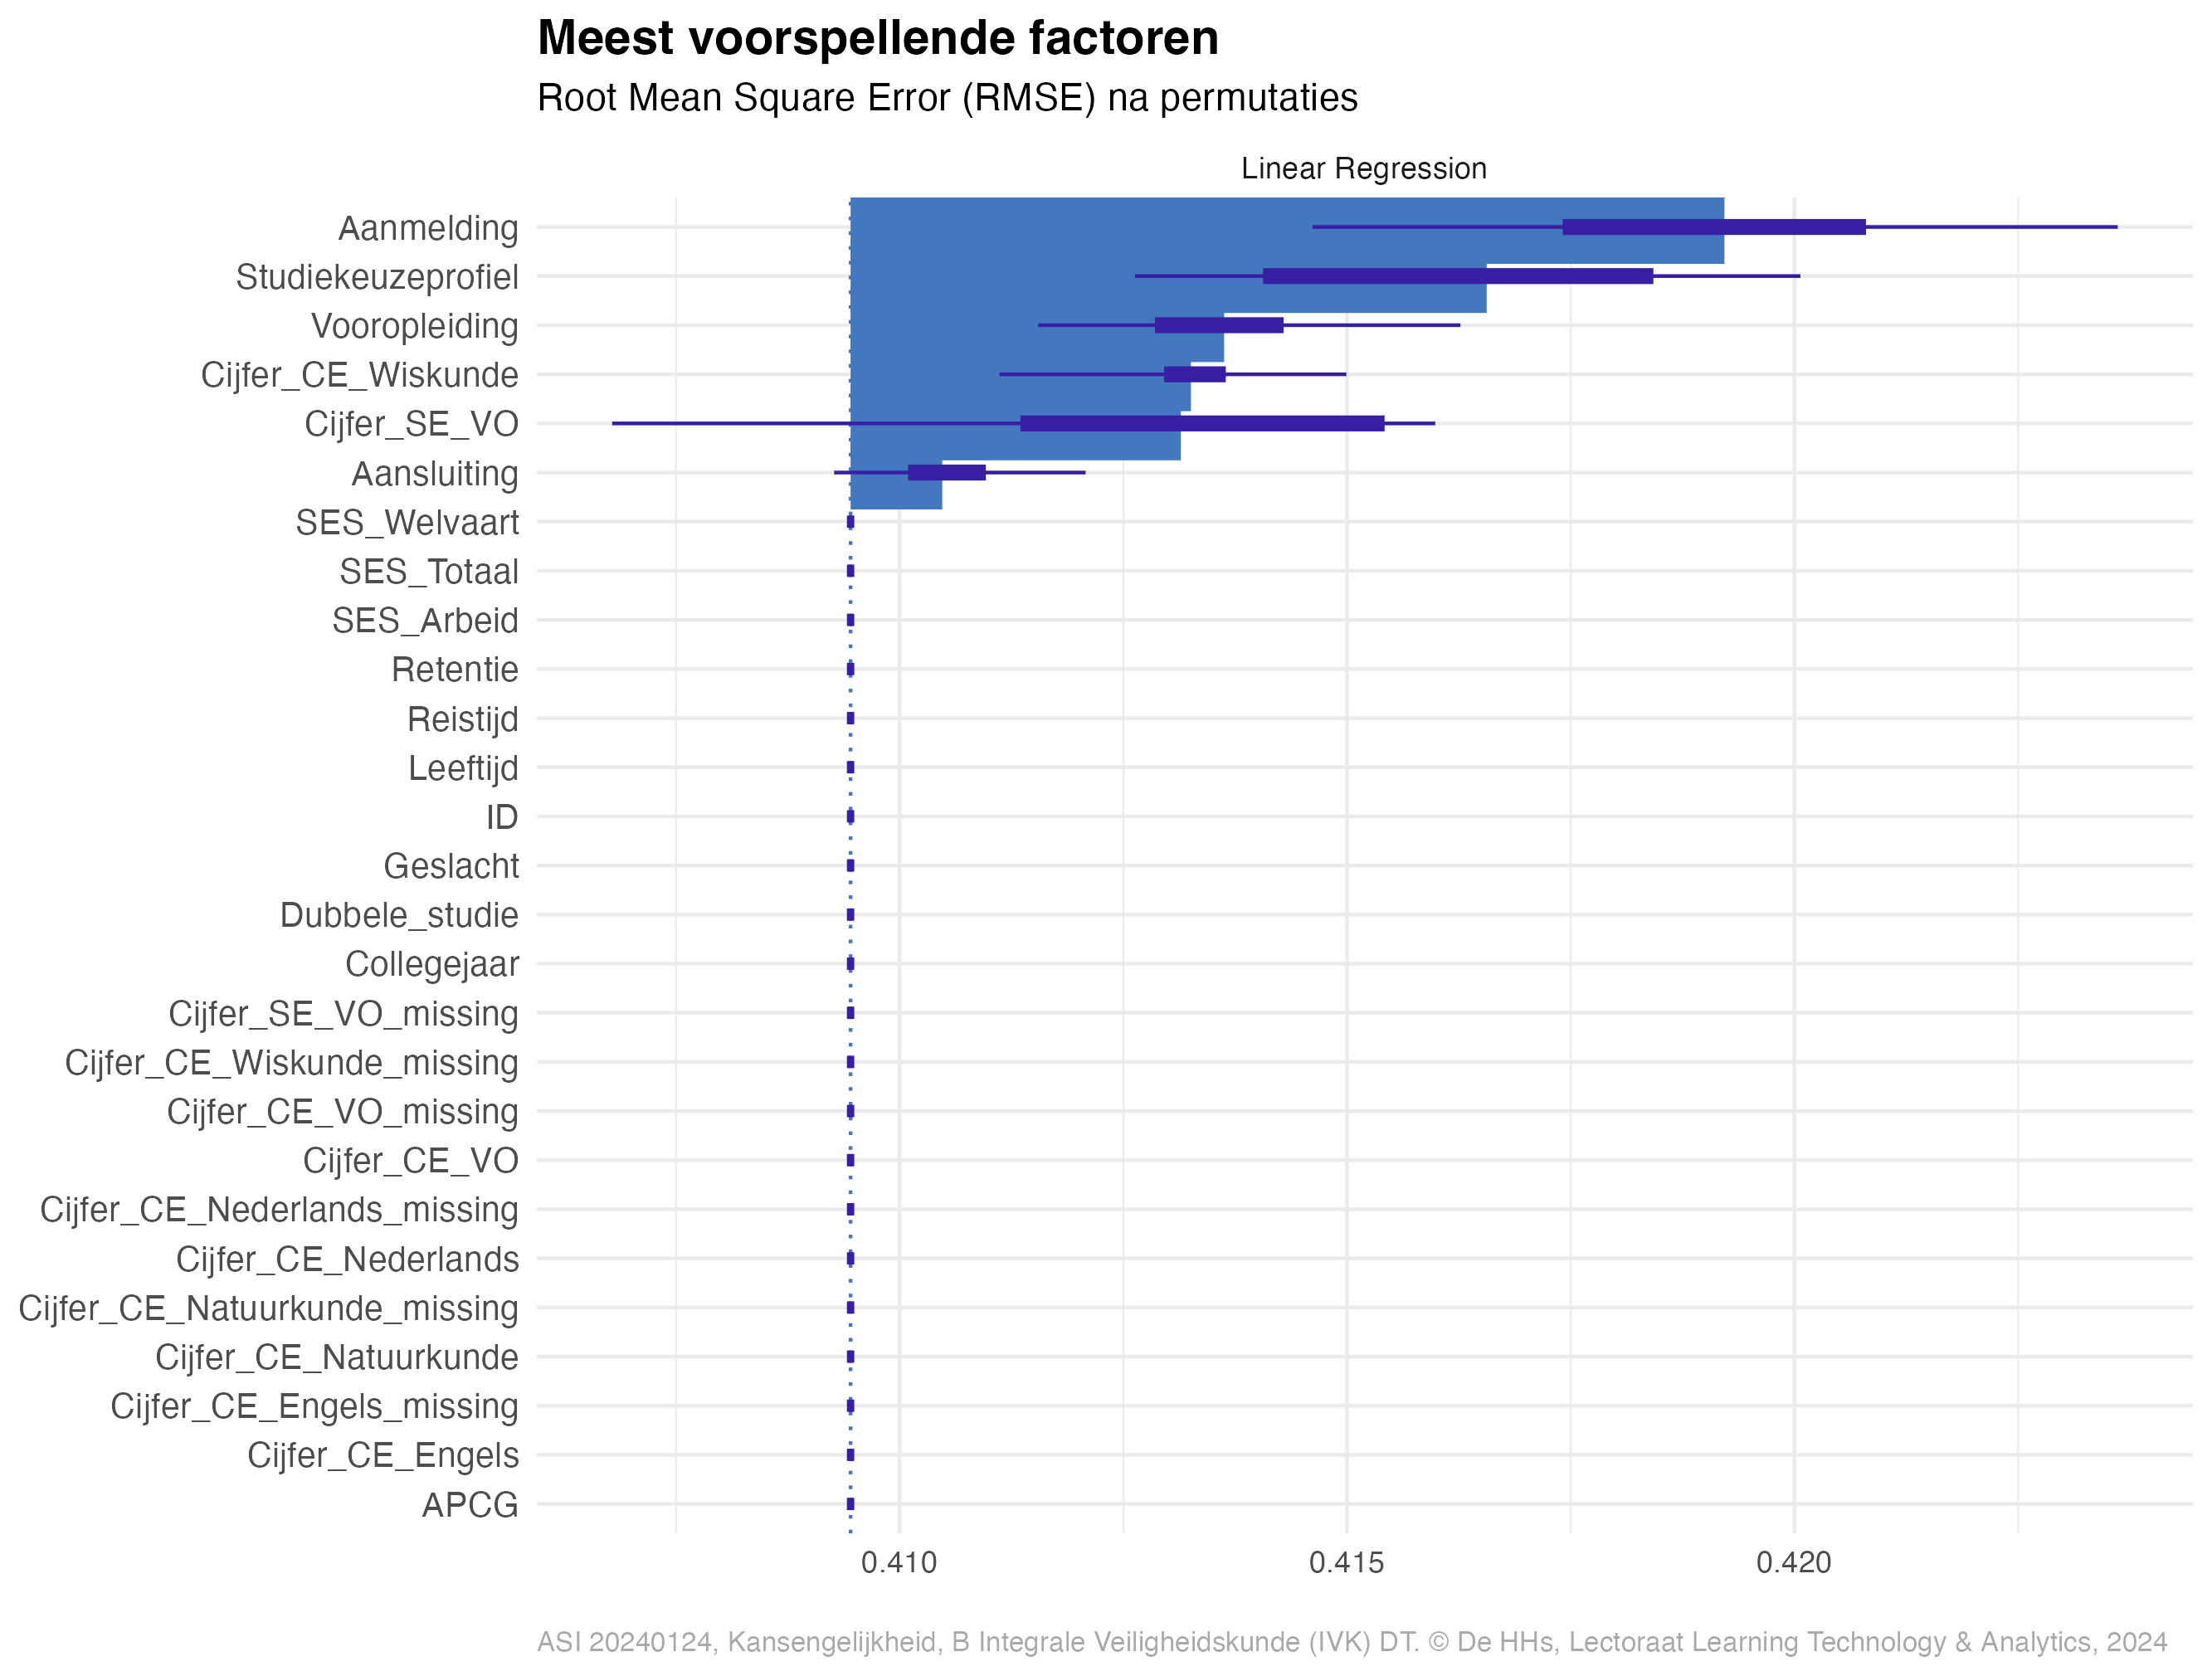 Meest voorspellende factoren
Root Mean Square Error (RMSE) na permutaties
Linear Regression
Aanmelding
Studiekeuzeprofiel
Vooropleiding
Cijfer_CE_Wiskunde
Cijfer_SE_VO
Aansluiting
SES_Welvaart
SES_Totaal
SES_Arbeid
Retentie
Reistijd
Leeftijd
ID
Geslacht
Dubbele_studie
Collegejaar
Cijfer_SE_VO_missing
Cijfer_CE_Wiskunde_missing
Cijfer_CE_VO_missing
Cijfer_CE_VO
Cijfer_CE_Nederlands_missing
Cijfer_CE_Nederlands
Cijfer_CE_Natuurkunde_missing
Cijfer_CE_Natuurkunde
Cijfer_CE_Engels_missing
Cijfer_CE_Engels
APCG
0.410 0.415 0.420
ASI 20240124, Kansengelijkheid, B Integrale Veiligheidskunde (IVK) DT. © De HHs, Lectoraat Learning Technology & Analytics, 2024